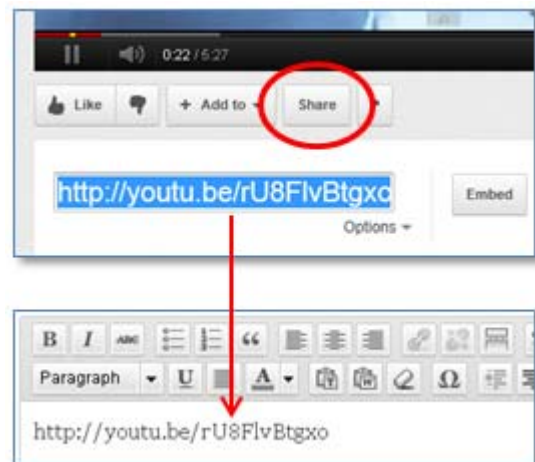 0:22 / 5:27
Like + Add to Share
http://youtu.be/rU8FlvBtgxo
Embed
Options
B I ABC
Paragraph U A Ω
http://youtu.be/rU8FlvBtgxo